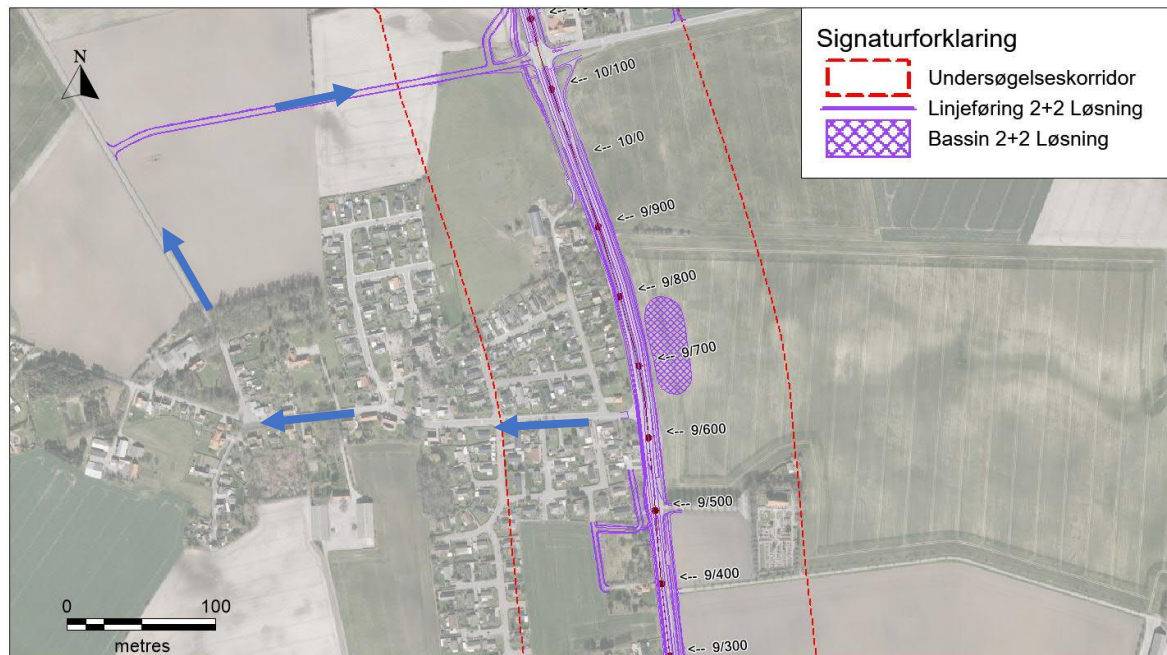 N
Signaturforklaring
Undersøgelseskorridor
Linjeføring 2+2 Løsning
Bassin 2+2 Løsning
<-- 10/100
<-- 10/0
<-- 9/900
<-- 9/800
<-- 9/700
<-- 9/600
<-- 9/500
<-- 9/400
<-- 9/300
0 100
metres